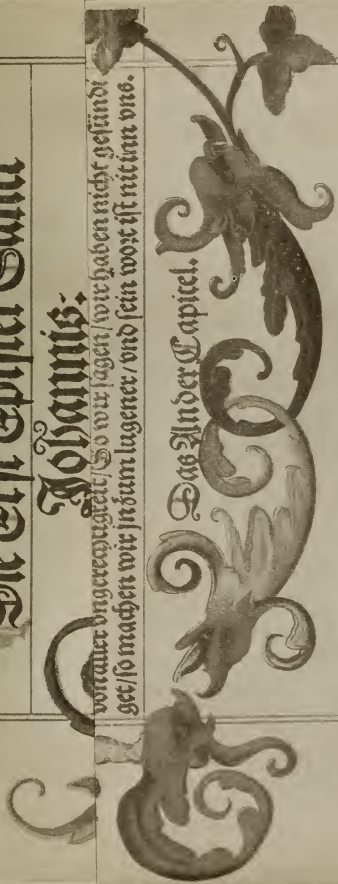 Die Erst Epistel Sanct
Johannis.
von aller vngerechtigkeit/ So wir sagen/ wir haben nicht gesündi
get/ so machen wir jn zum lugener/ vnd sein wort ist nit inn vns.
Das Ander Capitel.